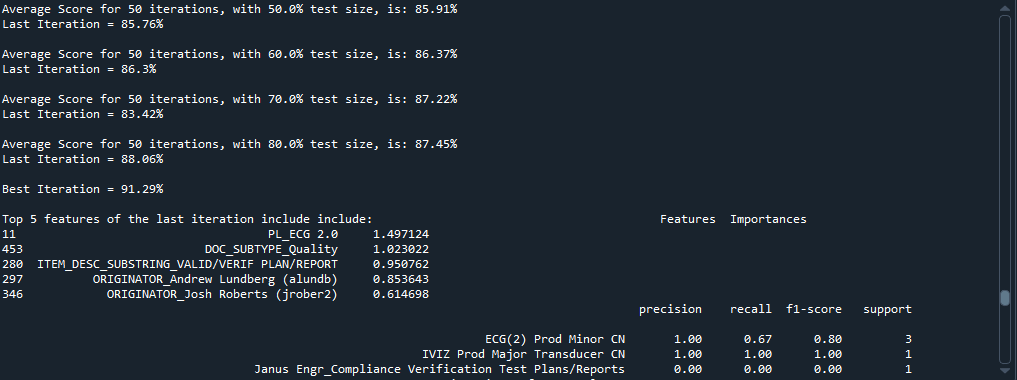 Average Score for 50 iterations, with 50.0% test size, is: 85.91%
Last Iteration = 85.76%
Average Score for 50 iterations, with 60.0% test size, is: 86.37%
Last Iteration = 86.3%
Average Score for 50 iterations, with 70.0% test size, is: 87.22%
Last Iteration = 83.42%
Average Score for 50 iterations, with 80.0% test size, is: 87.45%
Last Iteration = 88.06%
Best Iteration = 91.29%
Top 5 features of the last iteration include include: Features Importances
11 PL_ECG 2.0 1.497124
453 DOC_SUBTYPE_Quality 1.023022
280 ITEM_DESC_SUBSTRING_VALID/VERIF PLAN/REPORT 0.950762
297 ORIGINATOR_Andrew Lundberg (alundb) 0.853643
346 ORIGINATOR_Josh Roberts (jrober2) 0.614698
precision recall f1-score support
ECG(2) Prod Minor CN 1.00 0.67 0.80 3
IVIZ Prod Major Transducer CN 1.00 1.00 1.00 1
Janus Engr_Compliance Verification Test Plans/Reports 0.00 0.00 0.00 1